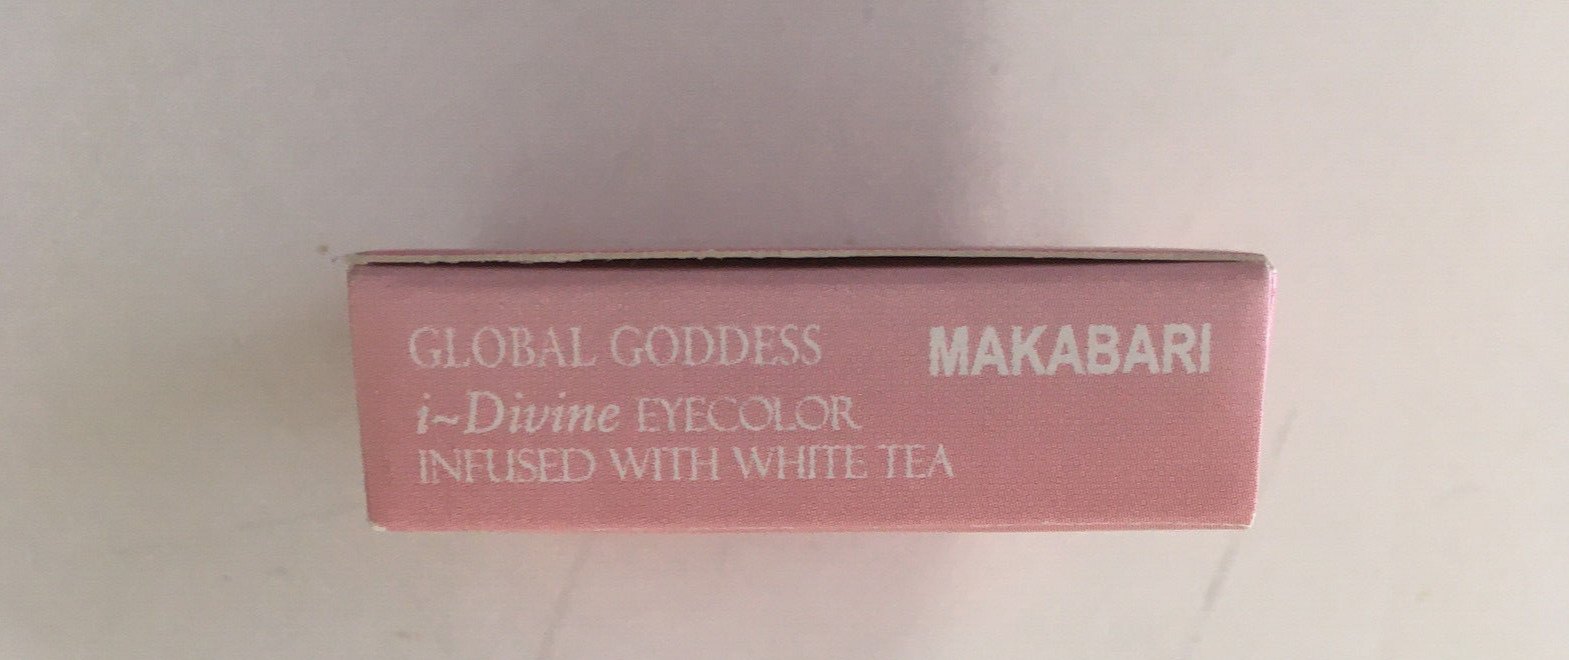 GLOBAL GODDESS MAKABARI
i~Divine EYECOLOR
INFUSED WITH WHITE TEA